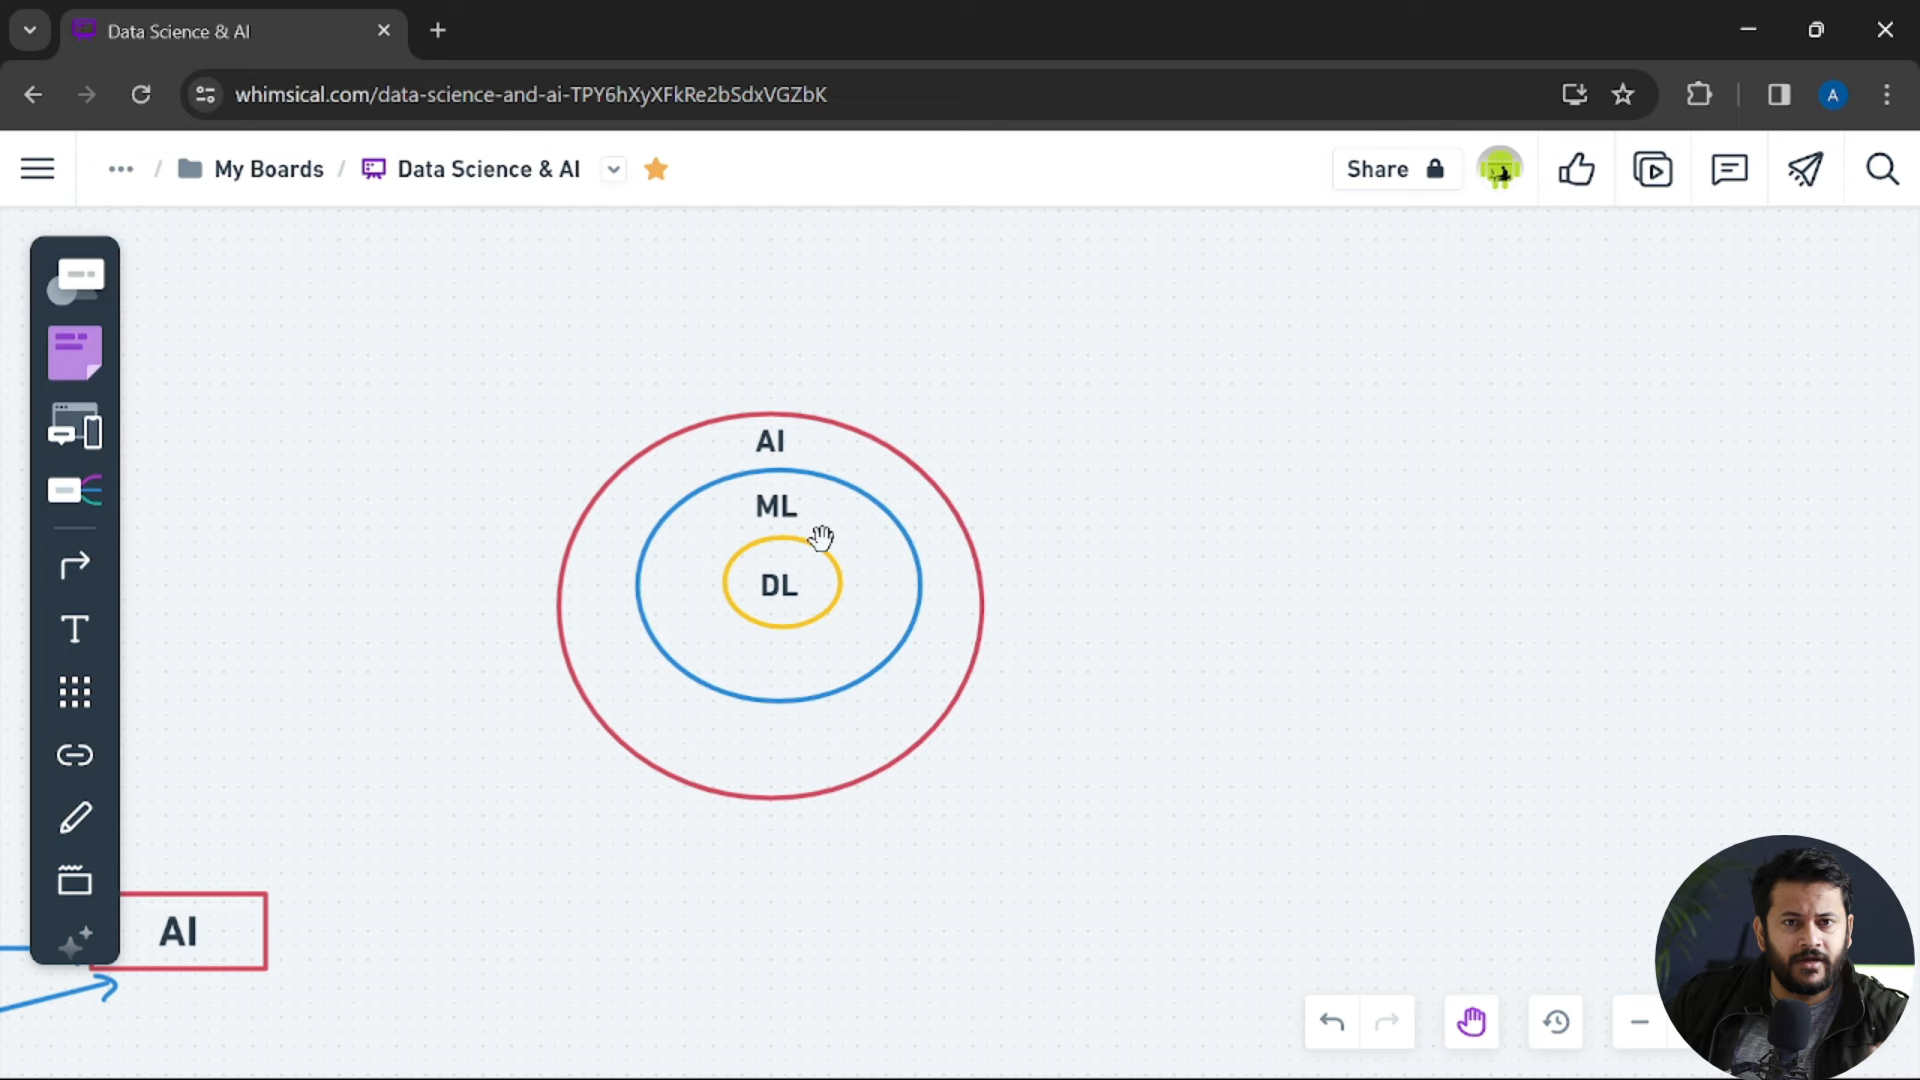 Data Science & AI
whimsical.com/data-science-and-ai-TPY6hXyXFkRe2bSdxVGZbK
A
... / My Boards / Data Science & AI
Share
AI
ML
DL
T
AI